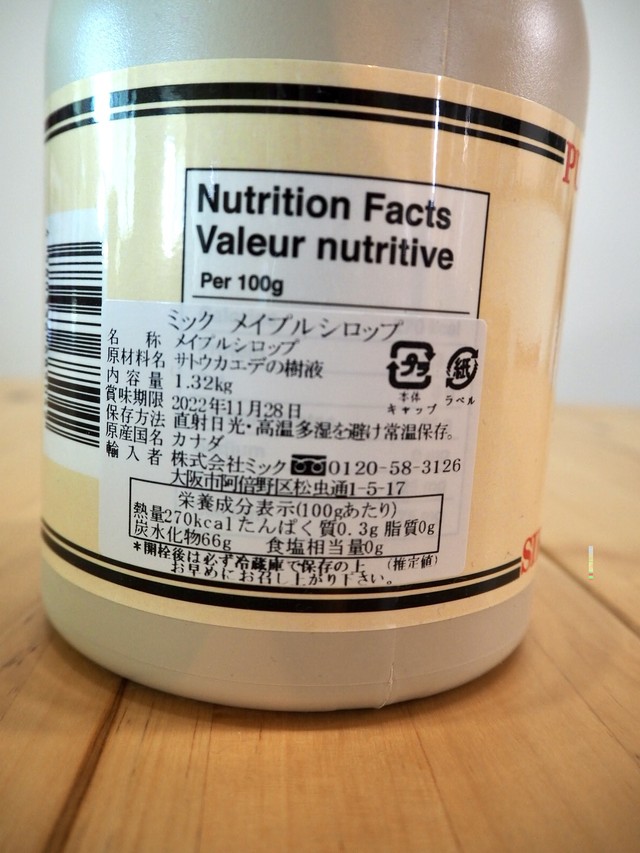 Nutrition Facts
Valeur nutritive
Per 100g
ミック メイプルシロップ
名称 メイプルシロップ
原材料名 サトウカエデの樹液
内容量 1.32kg
賞味期限 2022年11月28日
保存方法 直射日光・高温多湿を避け常温保存。
原産国名 カナダ
輸入者 株式会社ミック 0120-58-3126
大阪市阿倍野区松虫通1-5-17
プラ
本体
キャップ
紙
ラベル
栄養成分表示(100gあたり)
熱量270kcalたんぱく質0.3g脂質0g
炭水化物66g 食塩相当量0g
(推定値)
*開栓後は必ず冷蔵庫で保存の上
お早めにお召し上がり下さい。